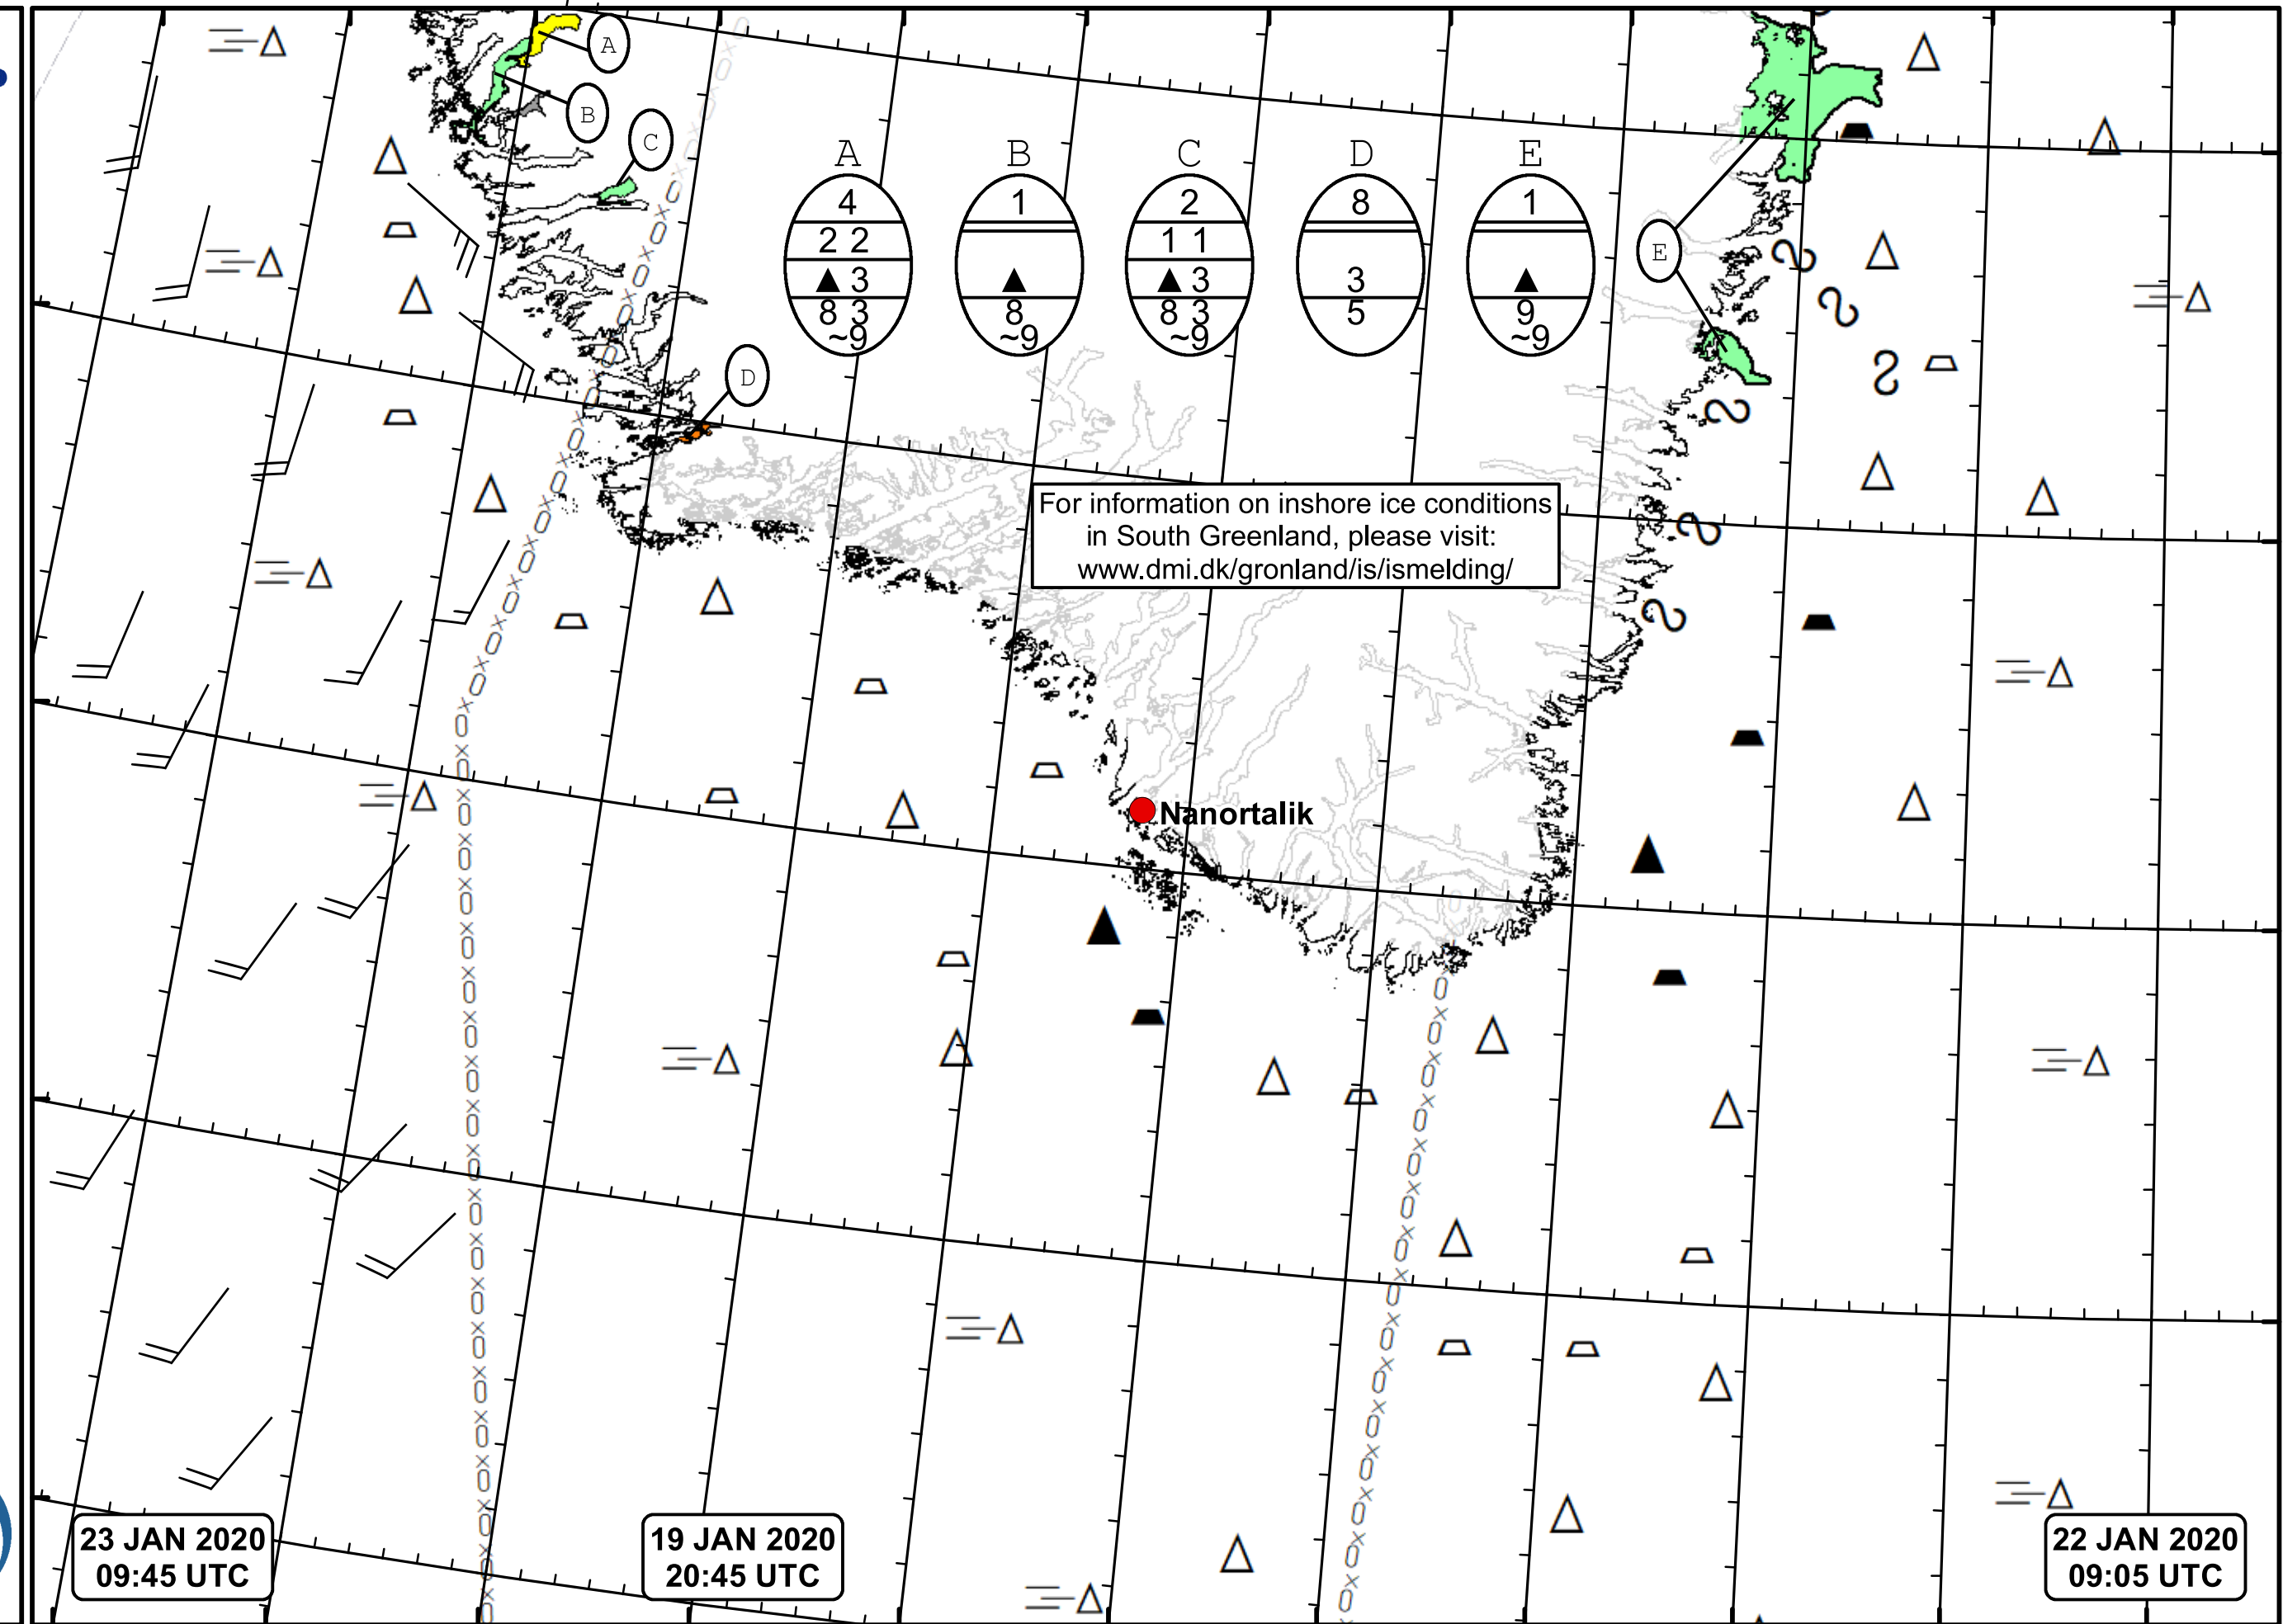 A
B
C
A B C D E
4 1 2 8 1
2 2 1 1
▲ 3 ▲ ▲ 3 3 ▲
8 3 8 8 3 5 9
~9 ~9 ~9 ~9
E
D
For information on inshore ice conditions
in South Greenland, please visit:
www.dmi.dk/gronland/is/ismelding/
Nanortalik
23 JAN 2020
09:45 UTC
19 JAN 2020
20:45 UTC
22 JAN 2020
09:05 UTC